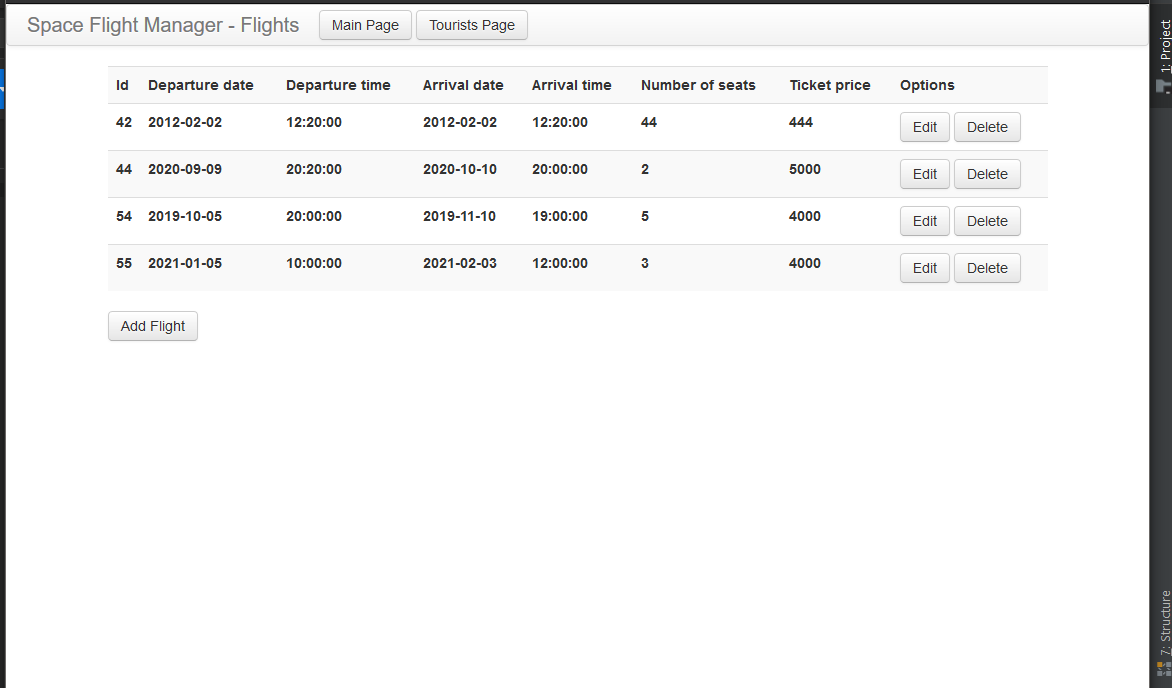 Space Flight Manager - Flights Main Page Tourists Page
Id Departure date Departure time Arrival date Arrival time Number of seats Ticket price Options
42 2012-02-02 12:20:00 2012-02-02 12:20:00 44 444 Edit Delete
44 2020-09-09 20:20:00 2020-10-10 20:00:00 2 5000 Edit Delete
54 2019-10-05 20:00:00 2019-11-10 19:00:00 5 4000 Edit Delete
55 2021-01-05 10:00:00 2021-02-03 12:00:00 3 4000 Edit Delete
Add Flight
1: Project
7: Structure